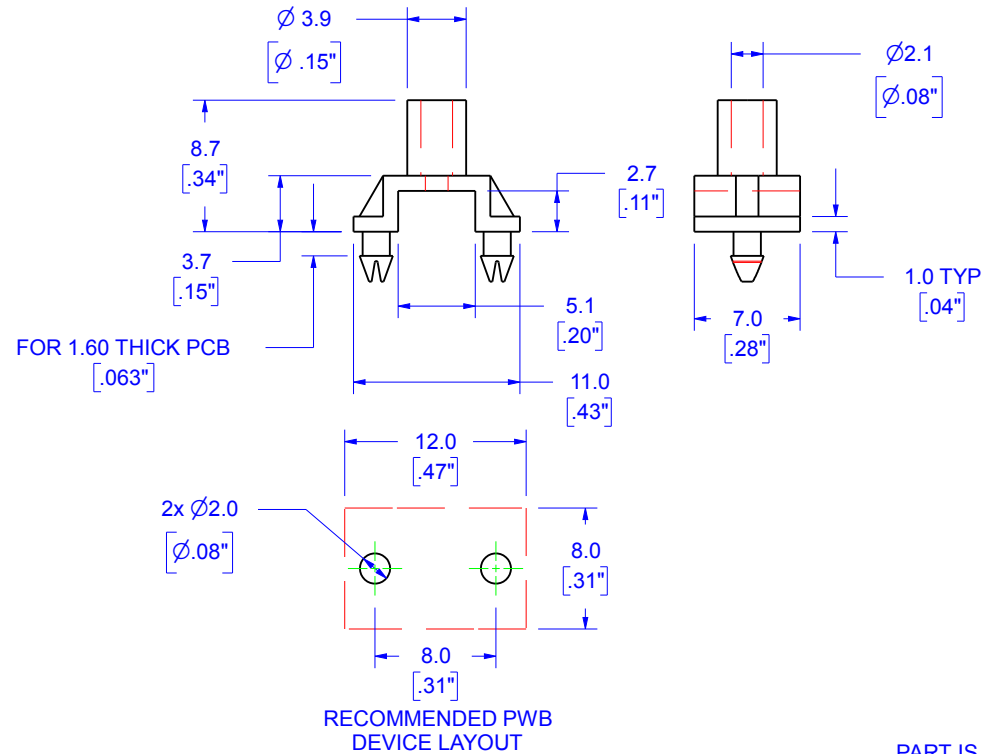 Ø 3.9
[Ø .15"]
Ø2.1
[Ø.08"]
8.7
[.34"]
2.7
[.11"]
3.7
[.15"]
1.0 TYP
[.04"]
5.1
[.20"]
7.0
[.28"]
FOR 1.60 THICK PCB
[.063"]
11.0
[.43"]
12.0
[.47"]
2x Ø2.0
[Ø.08"]
8.0
[.31"]
8.0
[.31"]
RECOMMENDED PWB
DEVICE LAYOUT
PART IS